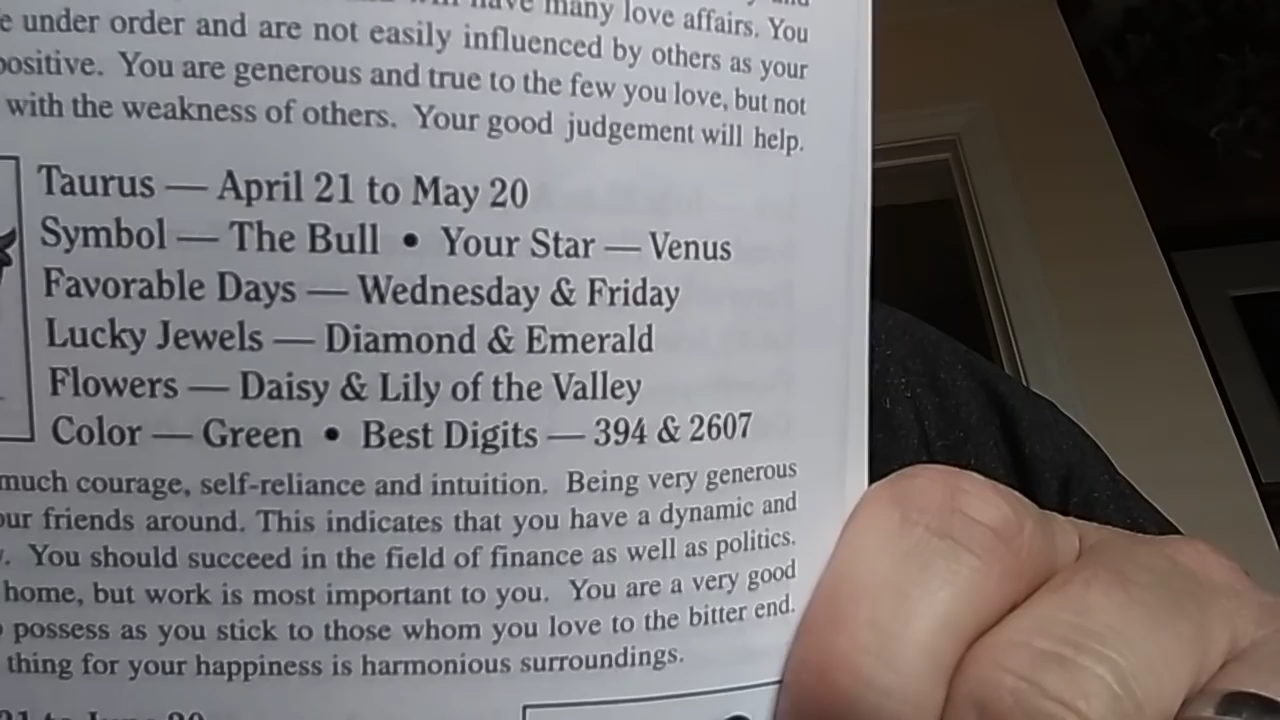 have many love affairs. You
under order and are not easily influenced by others as your
positive. You are generous and true to the few you love, but not
with the weakness of others. Your good judgement will help.
Taurus — April 21 to May 20
Symbol — The Bull • Your Star — Venus
Favorable Days — Wednesday & Friday
Lucky Jewels — Diamond & Emerald
Flowers — Daisy & Lily of the Valley
Color — Green • Best Digits — 394 & 2607
much courage, self-reliance and intuition. Being very generous
our friends around. This indicates that you have a dynamic and
You should succeed in the field of finance as well as politics.
home, but work is most important to you. You are a very good
possess as you stick to those whom you love to the bitter end.
thing for your happiness is harmonious surroundings.